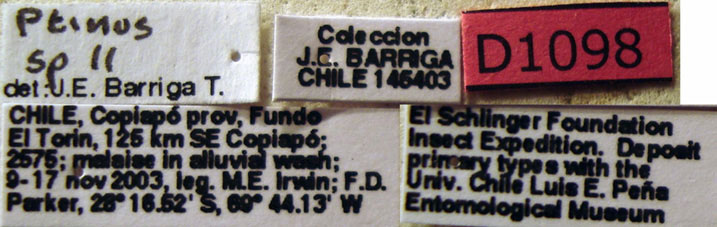 Ptinus
sp 11
det: J.E. Barriga T.
Coleccion
J.E. BARRIGA
CHILE 145403
D1098
CHILE, Copiapó prov, Fundo
El Torin, 125 km SE Copiapó;
2575; malaise in alluvial wash;
9-17 nov 2003, leg. M.E. Irwin; F.D.
Parker, 28° 16.52' S, 69° 44.13' W
El Schlinger Foundation
Insect Expedition. Deposit
primary types with the
Univ. Chile Luis E. Peña
Entomological Museum